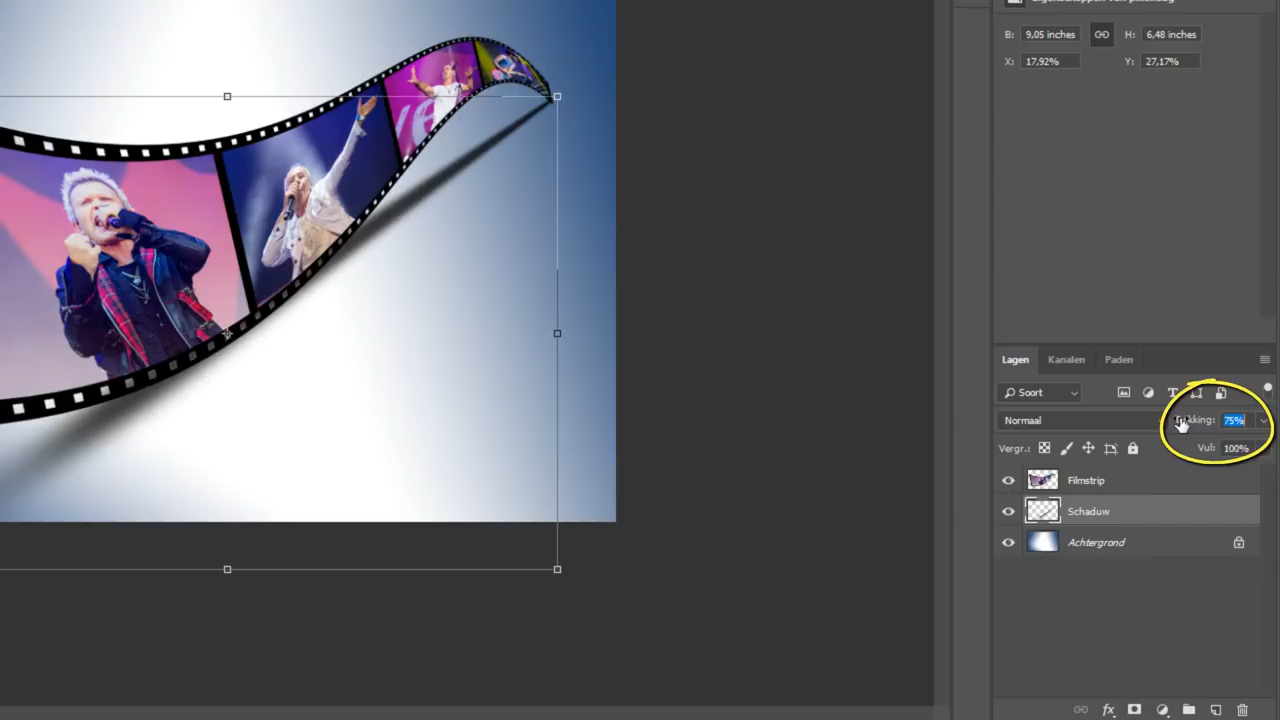 B: 9,05 inches H: 6,48 inches
X: 17,92% Y: 27,17%
Lagen Kanalen Paden
Soort
Normaal 75%
Vergr.: Vul: 100%
Filmstrip
Schaduw
Achtergrond
fx